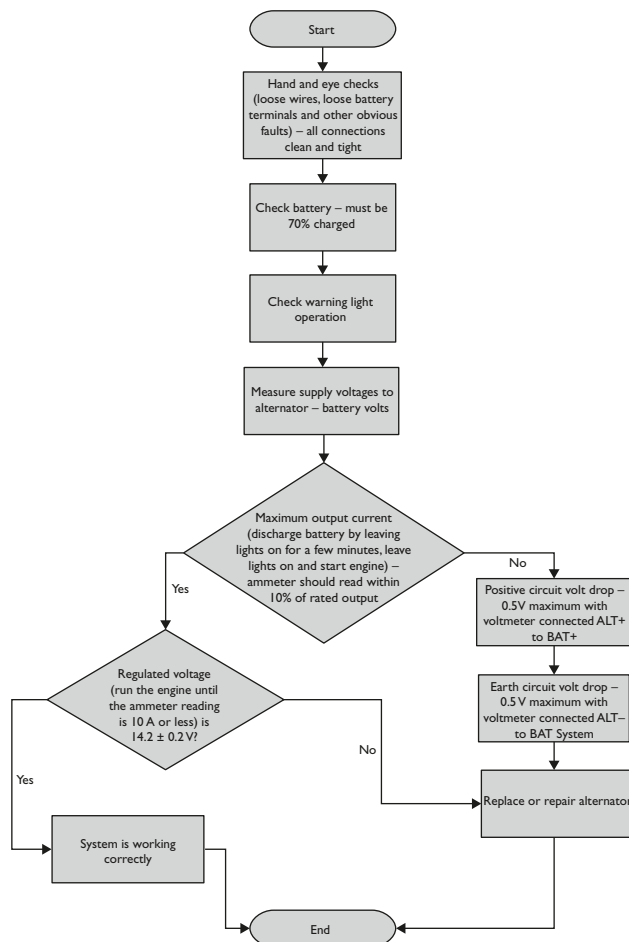 Start
Hand and eye checks
(loose wires, loose battery
terminals and other obvious
faults) – all connections
clean and tight
Check battery – must be
70% charged
Check warning light
operation
Measure supply voltages to
alternator – battery volts
Maximum output current
(discharge battery by leaving
lights on for a few minutes, leave
lights on and start engine) –
ammeter should read within
10% of rated output
Yes
No
Positive circuit volt drop –
0.5V maximum with
voltmeter connected ALT+
to BAT+
Regulated voltage
(run the engine until
the ammeter reading
is 10 A or less) is
14.2 ± 0.2 V?
Earth circuit volt drop –
0.5 V maximum with
voltmeter connected ALT–
to BAT System
Yes
No
Replace or repair alternator
System is working
correctly
End